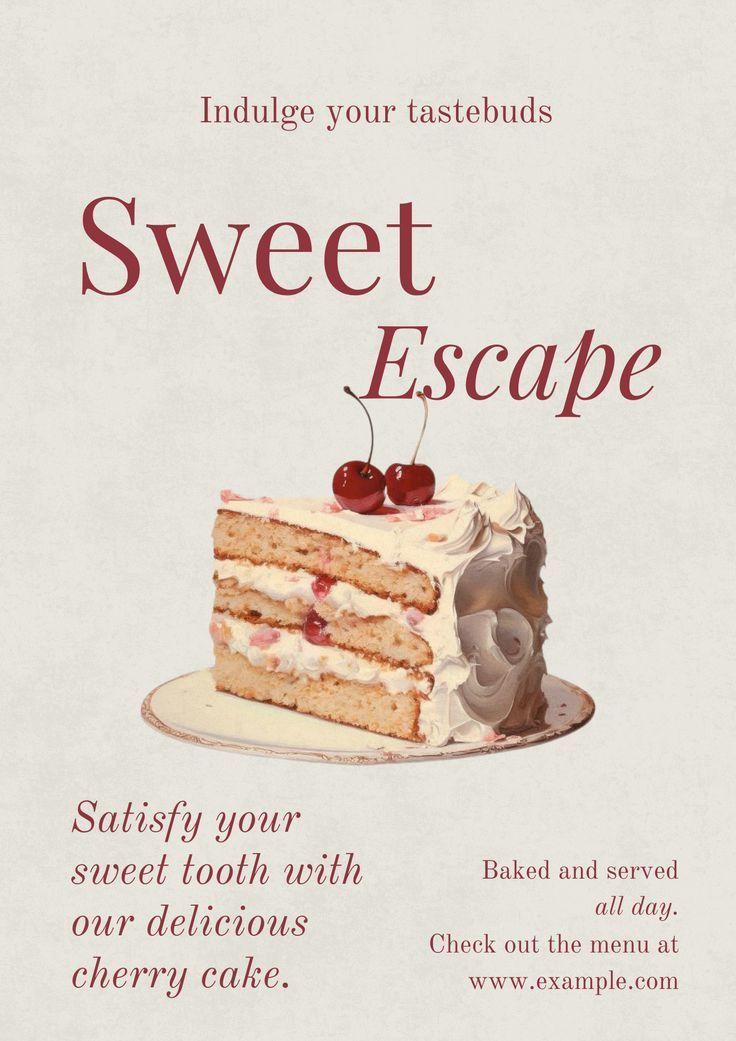 Indulge your tastebuds
Sweet
Escape
Satisfy your
sweet tooth with
our delicious
cherry cake.
Baked and served
all day.
Check out the menu at
www.example.com